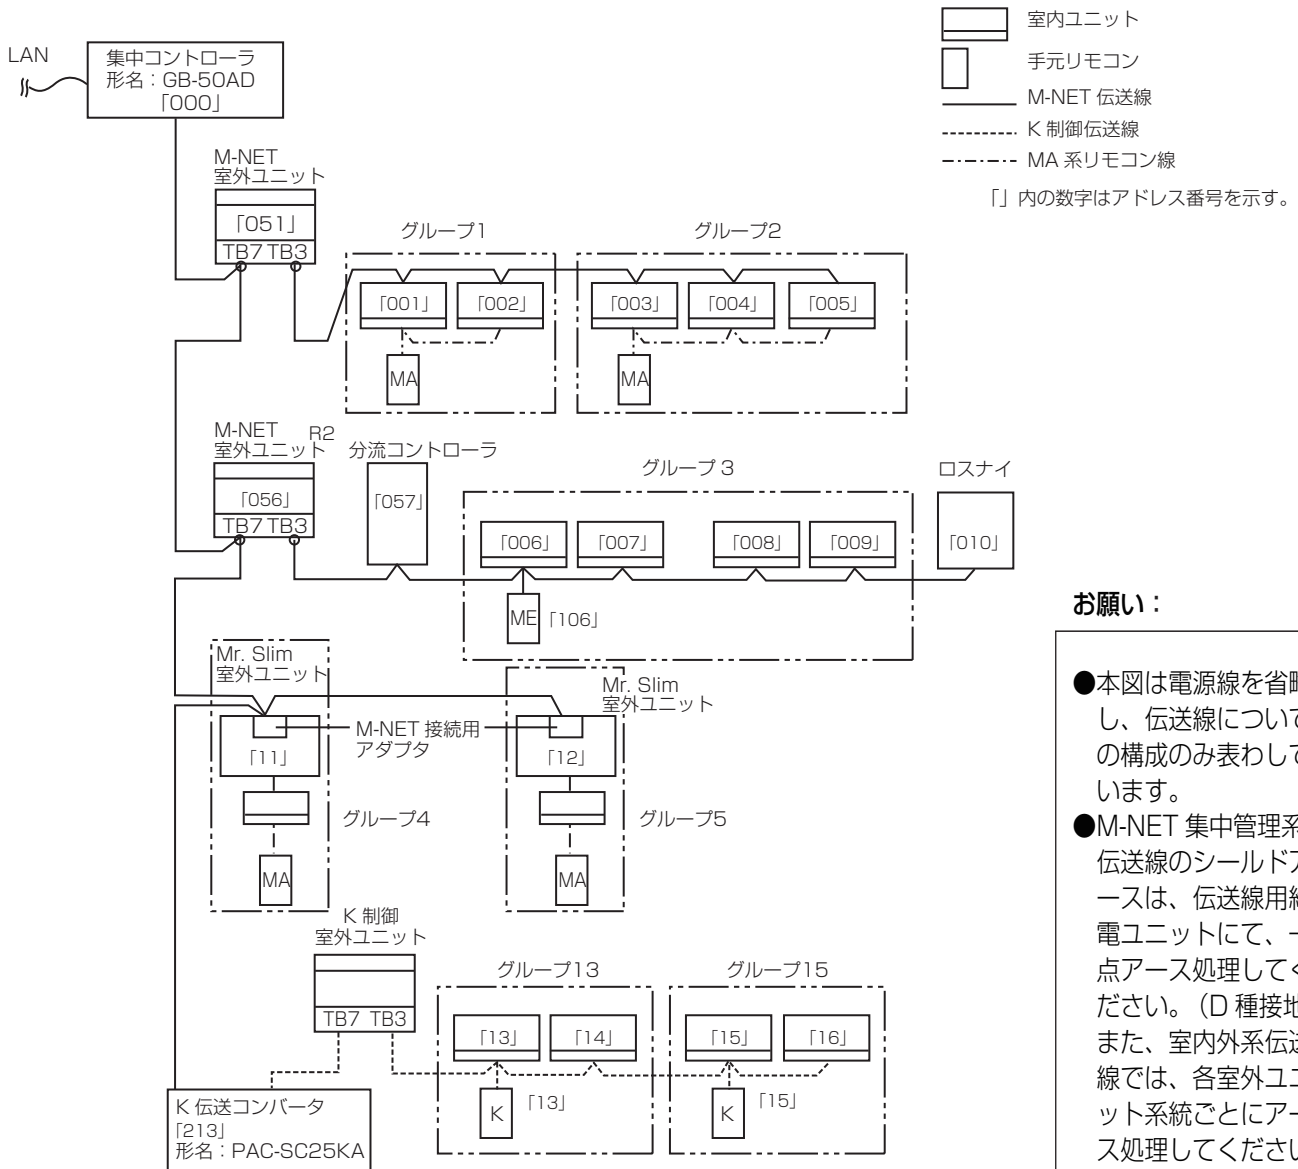 室内ユニット
手元リモコン
M-NET 伝送線
K 制御伝送線
MA 系リモコン線
「」内の数字はアドレス番号を示す。
LAN
集中コントローラ
形名：GB-50AD
「000」
M-NET
室外ユニット
「051」
TB7 TB3
グループ1
「001」 「002」
MA
グループ2
「003」 「004」 「005」
MA
M-NET R2
室外ユニット
「056」
TB7 TB3
分流コントローラ
「057」
グループ 3
「006」 「007」 「008」 「009」
ME 「106」
ロスナイ
「010」
Mr. Slim
室外ユニット
「11」
M-NET 接続用
アダプタ
グループ4
MA
Mr. Slim
室外ユニット
「12」
グループ5
MA
K 制御
室外ユニット
TB7 TB3
グループ13
「13」 「14」
K 「13」
グループ15
「15」 「16」
K 「15」
K 伝送コンバータ
「213」
形名：PAC-SC25KA
お願い：
●本図は電源線を省
し、伝送線について
の構成のみ表わして
います。
●M-NET 集中管理系
伝送線のシールド
ースは、伝送線用
電ユニットにて、一
点アース処理してく
ださい。（D 種接地
また、室内外系伝送
線では、各室外ユニ
ット系統ごとにアー
ス処理してください